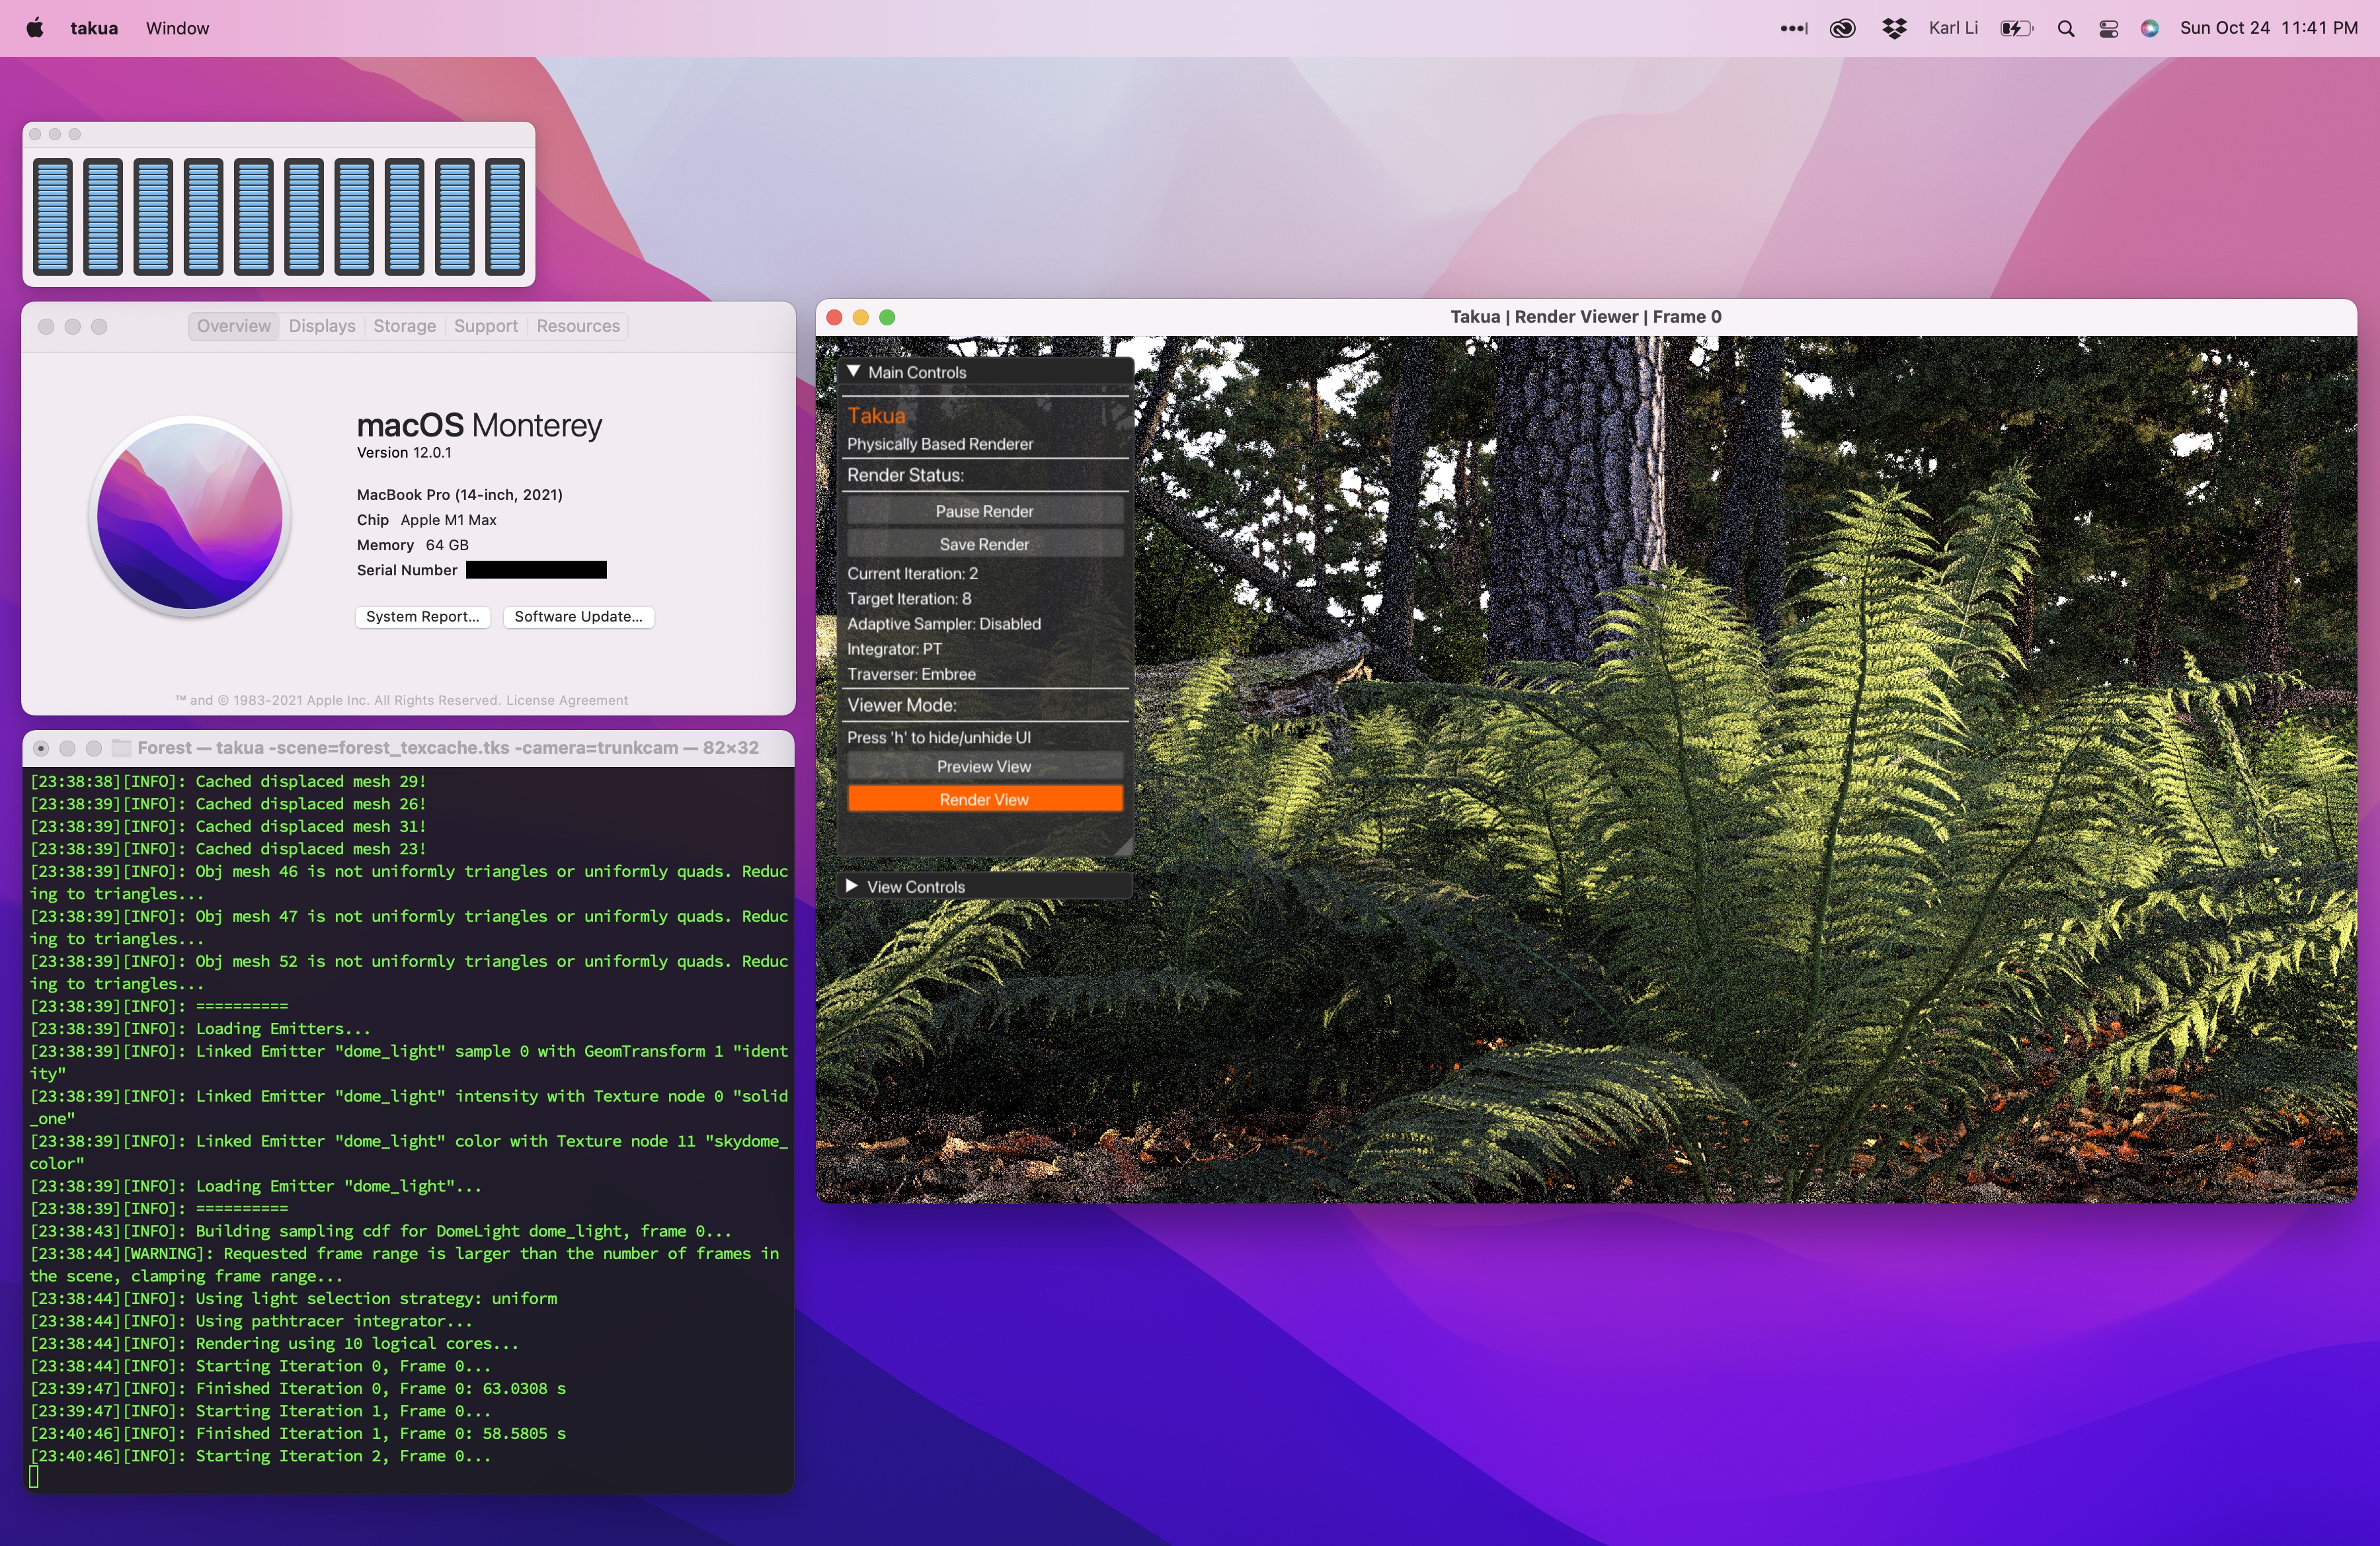 takua Window
Karl Li Sun Oct 24 11:41 PM
Overview Displays Storage Support Resources
macOS Monterey
Version 12.0.1
MacBook Pro (14-inch, 2021)
Chip Apple M1 Max
Memory 64 GB
Serial Number
System Report... Software Update...
™ and © 1983-2021 Apple Inc. All Rights Reserved. License Agreement
Forest — takua -scene=forest_texcache.tks -camera=trunkcam — 82×32
[23:38:38][INFO]: Cached displaced mesh 29!
[23:38:39][INFO]: Cached displaced mesh 26!
[23:38:39][INFO]: Cached displaced mesh 31!
[23:38:39][INFO]: Cached displaced mesh 23!
[23:38:39][INFO]: Obj mesh 46 is not uniformly triangles or uniformly quads. Reduc
ing to triangles...
[23:38:39][INFO]: Obj mesh 47 is not uniformly triangles or uniformly quads. Reduc
ing to triangles...
[23:38:39][INFO]: Obj mesh 52 is not uniformly triangles or uniformly quads. Reduc
ing to triangles...
[23:38:39][INFO]: ==========
[23:38:39][INFO]: Loading Emitters...
[23:38:39][INFO]: Linked Emitter "dome_light" sample 0 with GeomTransform 1 "ident
ity"
[23:38:39][INFO]: Linked Emitter "dome_light" intensity with Texture node 0 "solid
_one"
[23:38:39][INFO]: Linked Emitter "dome_light" color with Texture node 11 "skydome_
color"
[23:38:39][INFO]: Loading Emitter "dome_light"...
[23:38:39][INFO]: ==========
[23:38:43][INFO]: Building sampling cdf for DomeLight dome_light, frame 0...
[23:38:44][WARNING]: Requested frame range is larger than the number of frames in
the scene, clamping frame range...
[23:38:44][INFO]: Using light selection strategy: uniform
[23:38:44][INFO]: Using pathtracer integrator...
[23:38:44][INFO]: Rendering using 10 logical cores...
[23:38:44][INFO]: Starting Iteration 0, Frame 0...
[23:39:47][INFO]: Finished Iteration 0, Frame 0: 63.0308 s
[23:39:47][INFO]: Starting Iteration 1, Frame 0...
[23:40:46][INFO]: Finished Iteration 1, Frame 0: 58.5805 s
[23:40:46][INFO]: Starting Iteration 2, Frame 0...
Takua | Render Viewer | Frame 0
Main Controls
Takua
Physically Based Renderer
Render Status:
Pause Render
Save Render
Current Iteration: 2
Target Iteration: 8
Adaptive Sampler: Disabled
Integrator: PT
Traverser: Embree
Viewer Mode:
Press 'h' to hide/unhide UI
Preview View
Render View
View Controls